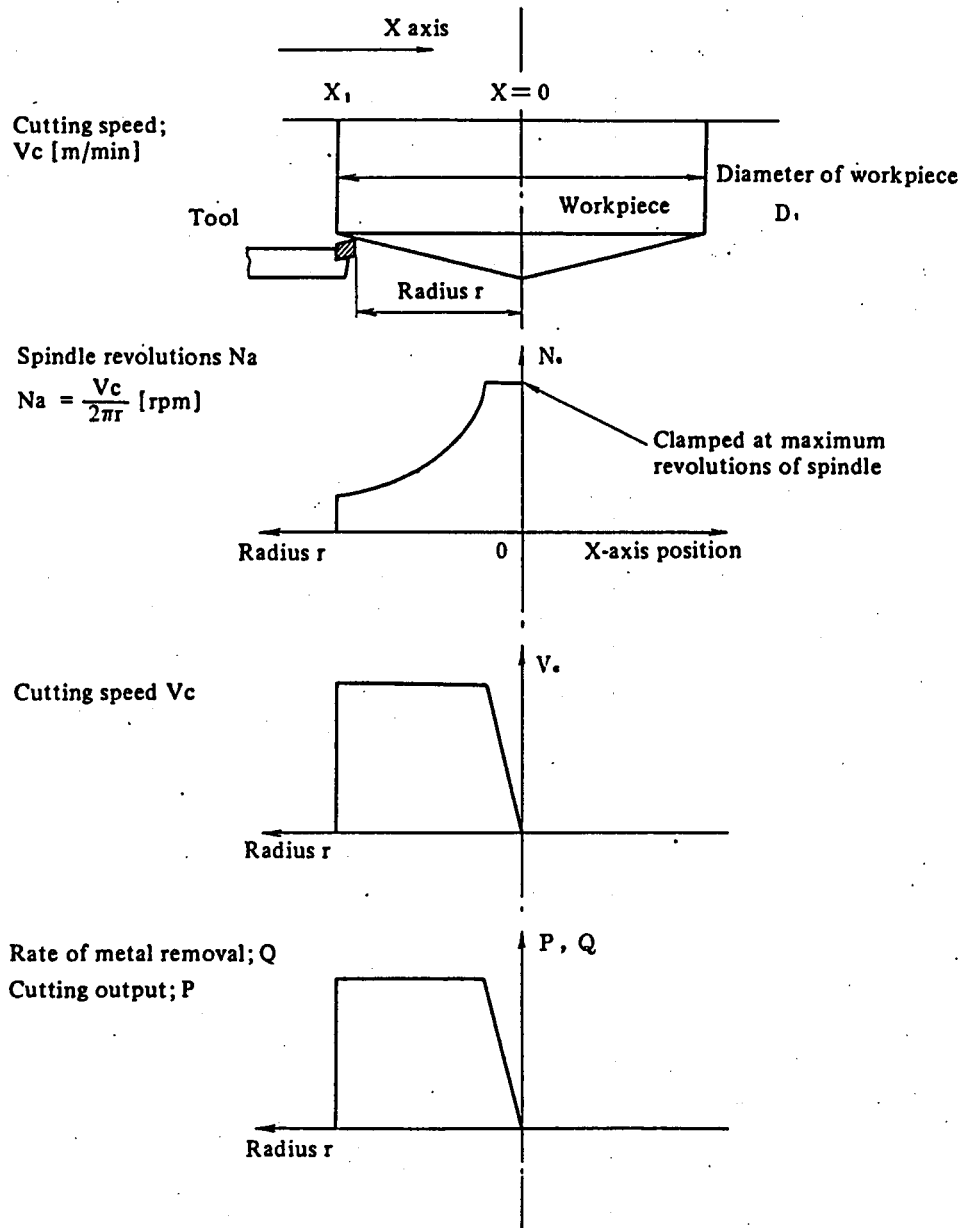 X axis
X₁
X = 0
Cutting speed;
Vc [m/min]
Diameter of workpiece
D₁
Workpiece
Tool
Radius r
Spindle revolutions Na
Na = Vc / 2πr [rpm]
Nₐ
Clamped at maximum
revolutions of spindle
Radius r
0
X-axis position
V꜀
Cutting speed Vc
Radius r
P, Q
Rate of metal removal; Q
Cutting output; P
Radius r